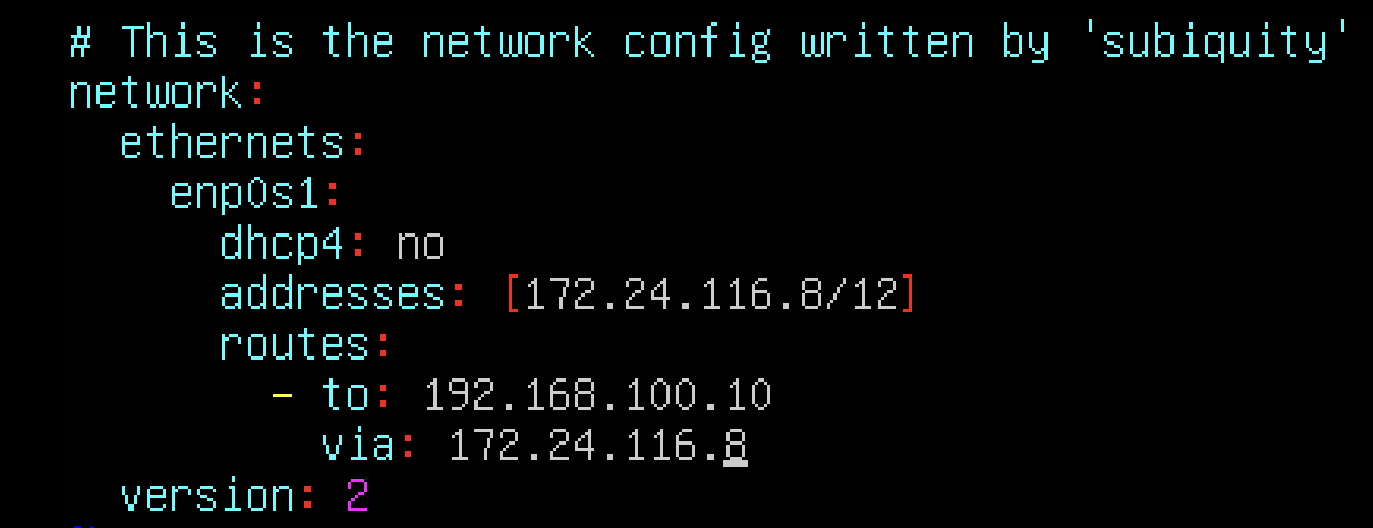 # This is the network config written by 'subiquity'
network:
  ethernets:
    enp0s1:
      dhcp4: no
      addresses: [172.24.116.8/12]
      routes:
        - to: 192.168.100.10
          via: 172.24.116.8
  version: 2